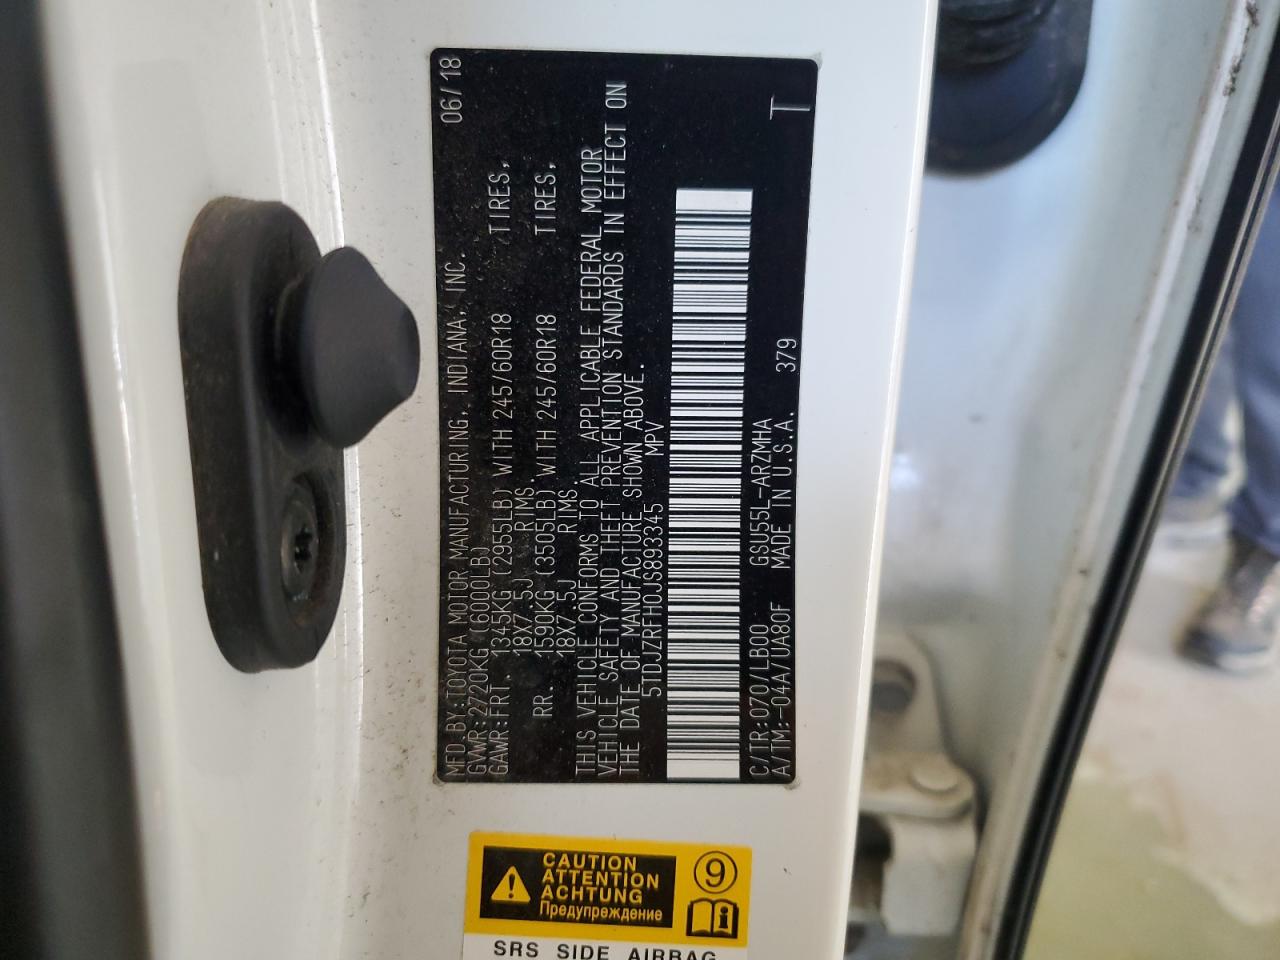 MFD.BY:TOYOTA MOTOR MANUFACTURING, INDIANA, INC. 06/18
GVWR:2720KG (6000LB)
GAWR:FRT. 1345KG (2955LB) WITH 245/60R18 TIRES,
18X7.5J RIMS,
RR. 1590KG (3505LB) WITH 245/60R18 TIRES,
18X7.5J RIMS
THIS VEHICLE CONFORMS TO ALL APPLICABLE FEDERAL MOTOR
VEHICLE SAFETY AND THEFT PREVENTION STANDARDS IN EFFECT ON
THE DATE OF MANUFACTURE SHOWN ABOVE.
5TDJZRFH0JS893345 MPV
C/TR:070/LB00 GSU55L-ARZMHA
A/TM:-04A/UA80F MADE IN U.S.A. 379 T
CAUTION
ATTENTION
ACHTUNG
Предупреждение
9
SRS SIDE AIRBAG